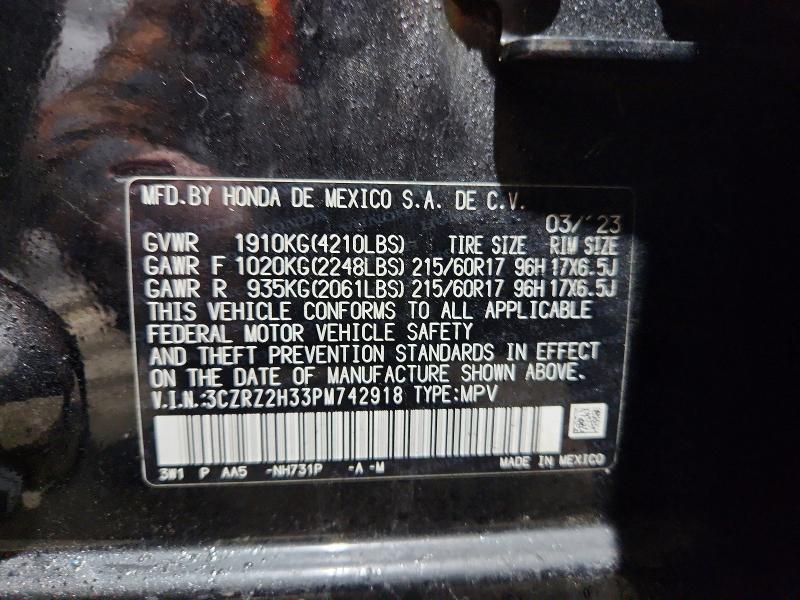 MFD.BY HONDA DE MEXICO S.A. DE C.V.
03/'23
GVWR 1910KG(4210LBS) TIRE SIZE RIM SIZE
GAWR F 1020KG(2248LBS) 215/60R17 96H 17X6.5J
GAWR R 935KG(2061LBS) 215/60R17 96H 17X6.5J
THIS VEHICLE CONFORMS TO ALL APPLICABLE
FEDERAL MOTOR VEHICLE SAFETY
AND THEFT PREVENTION STANDARDS IN EFFECT
ON THE DATE OF MANUFACTURE SHOWN ABOVE.
V.I.N.:3CZRZ2H33PM742918 TYPE:MPV
3W1 P AA5 -NH731P -A -M MADE IN MEXICO